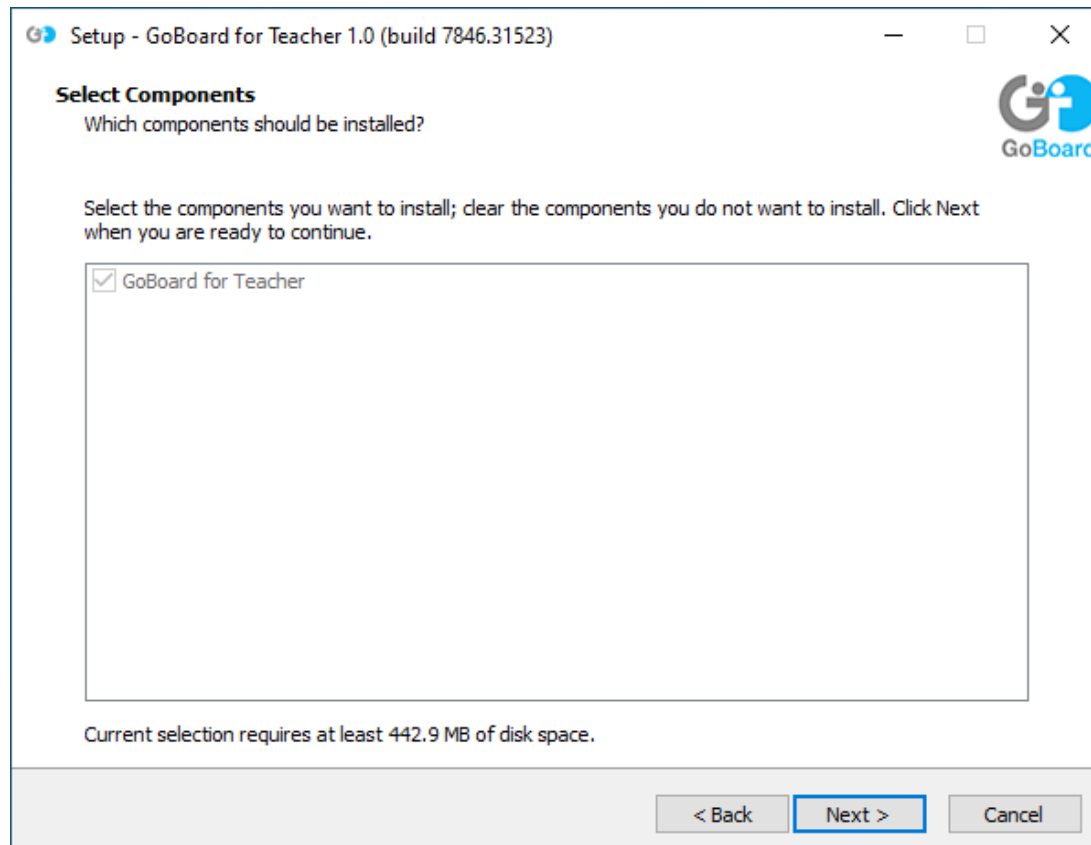 Setup - GoBoard for Teacher 1.0 (build 7846.31523)
Select Components
Which components should be installed?
GoBoard
Select the components you want to install; clear the components you do not want to install. Click Next
when you are ready to continue.
GoBoard for Teacher
Current selection requires at least 442.9 MB of disk space.
< Back
Next >
Cancel